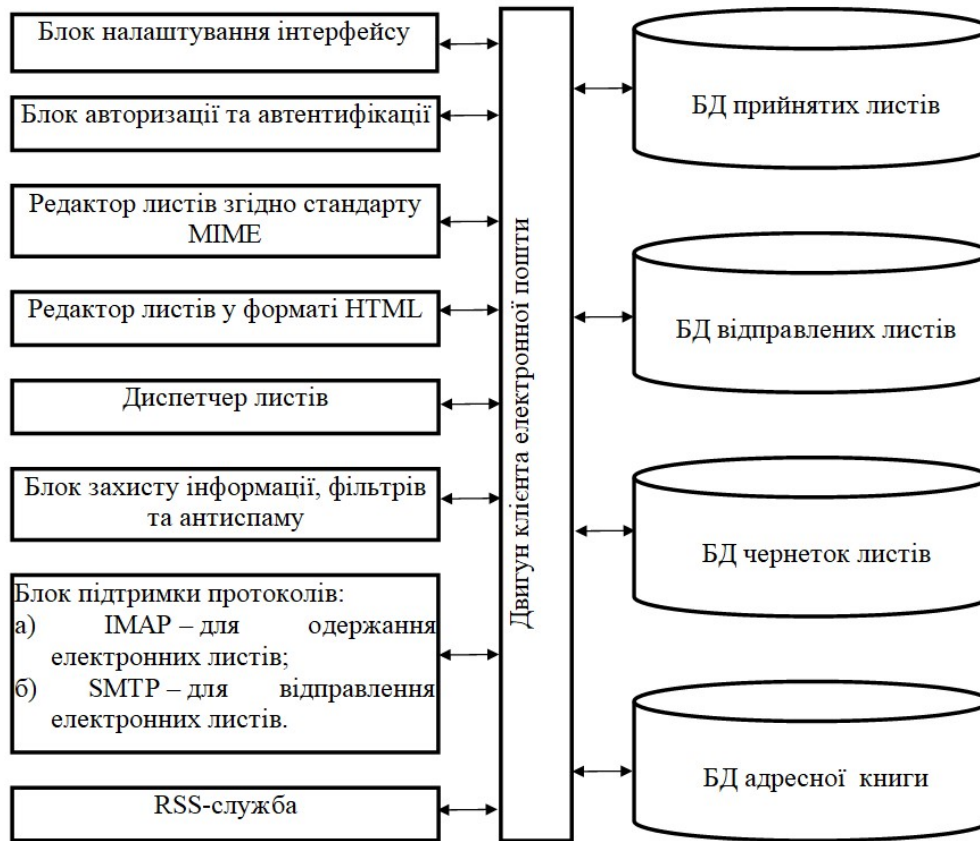 Блок налаштування інтерфейсу
Блок авторизації та автентифікації
Редактор листів згідно стандарту
MIME
Редактор листів у форматі HTML
Диспетчер листів
Блок захисту інформації, фільтрів
та антиспаму
Блок підтримки протоколів:
а) IMAP – для одержання
електронних листів;
б) SMTP – для відправлення
електронних листів.
RSS-служба
Двигун клієнта електронної пошти
БД прийнятих листів
БД відправлених листів
БД чернеток листів
БД адресної книги